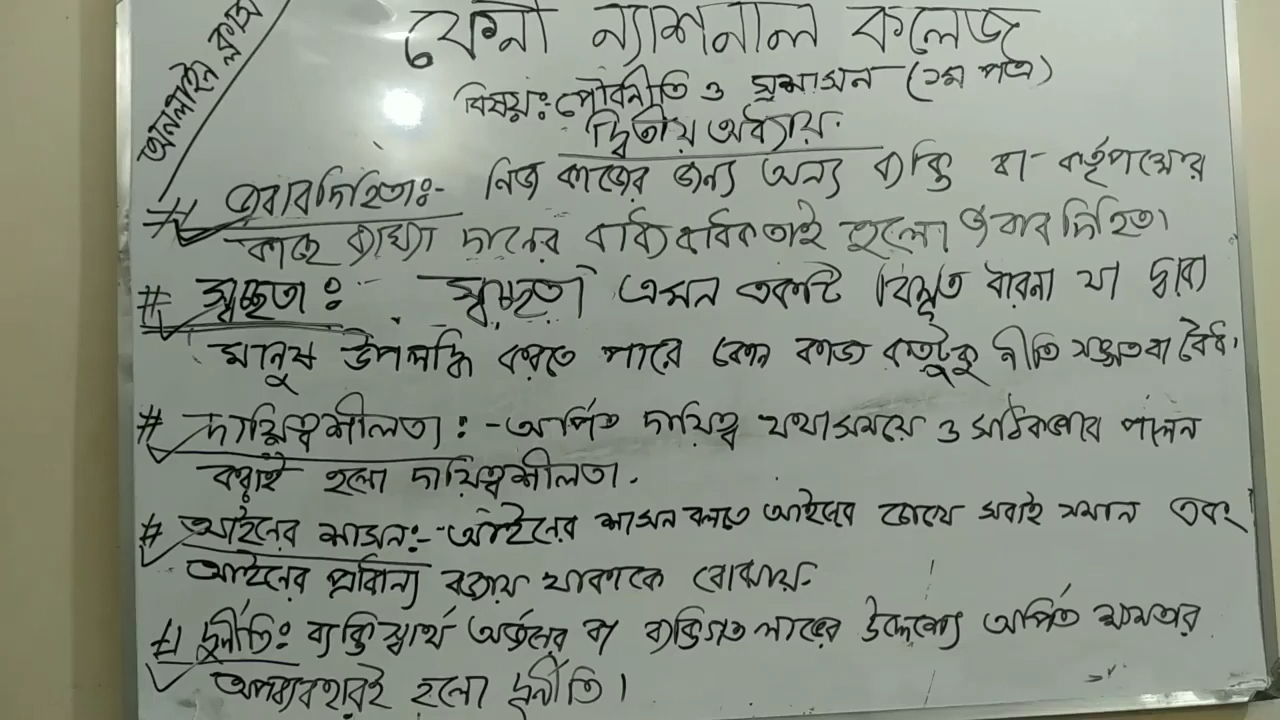 অনলাইন ক্লাস
ফেনী ন্যাশনাল কলেজ
বিষয়ঃ পৌরনীতি ও সুশাসন (১ম পত্র)
দ্বিতীয় অধ্যায়.
# জবাবদিহিতাঃ- নিজ কাজের জন্য অন্য ব্যক্তি বা কর্তৃপক্ষের
কাছে ব্যাখ্যা দানের বাধ্যবাধকতাই হলো জবাবদিহিতা।
# স্বচ্ছতা: স্বচ্ছতা এমন একটি বিস্তৃত ধারনা যা দ্বারা
মানুষ উপলব্ধি করতে পারে কোন কাজ কতটুকু নীতি সঙ্গত বা বৈধ।
# দায়িত্বশীলতা: - অর্পিত দায়িত্ব যথাসময়ে ও সঠিকভাবে পালন
করাই হলো দায়িত্বশীলতা.
# আইনের শাসন:- আইনের শাসন বলতে আইনের চোখে সবাই সমান এবং
আইনের প্রাধান্য বজায় থাকাকে বোঝায়.
# দুর্নীতি: ব্যক্তি স্বার্থ অর্জনের বা ব্যক্তিগত লাভের উদ্দেশ্যে অর্পিত ক্ষমতার
অপব্যবহারই হলো দুর্নীতি।